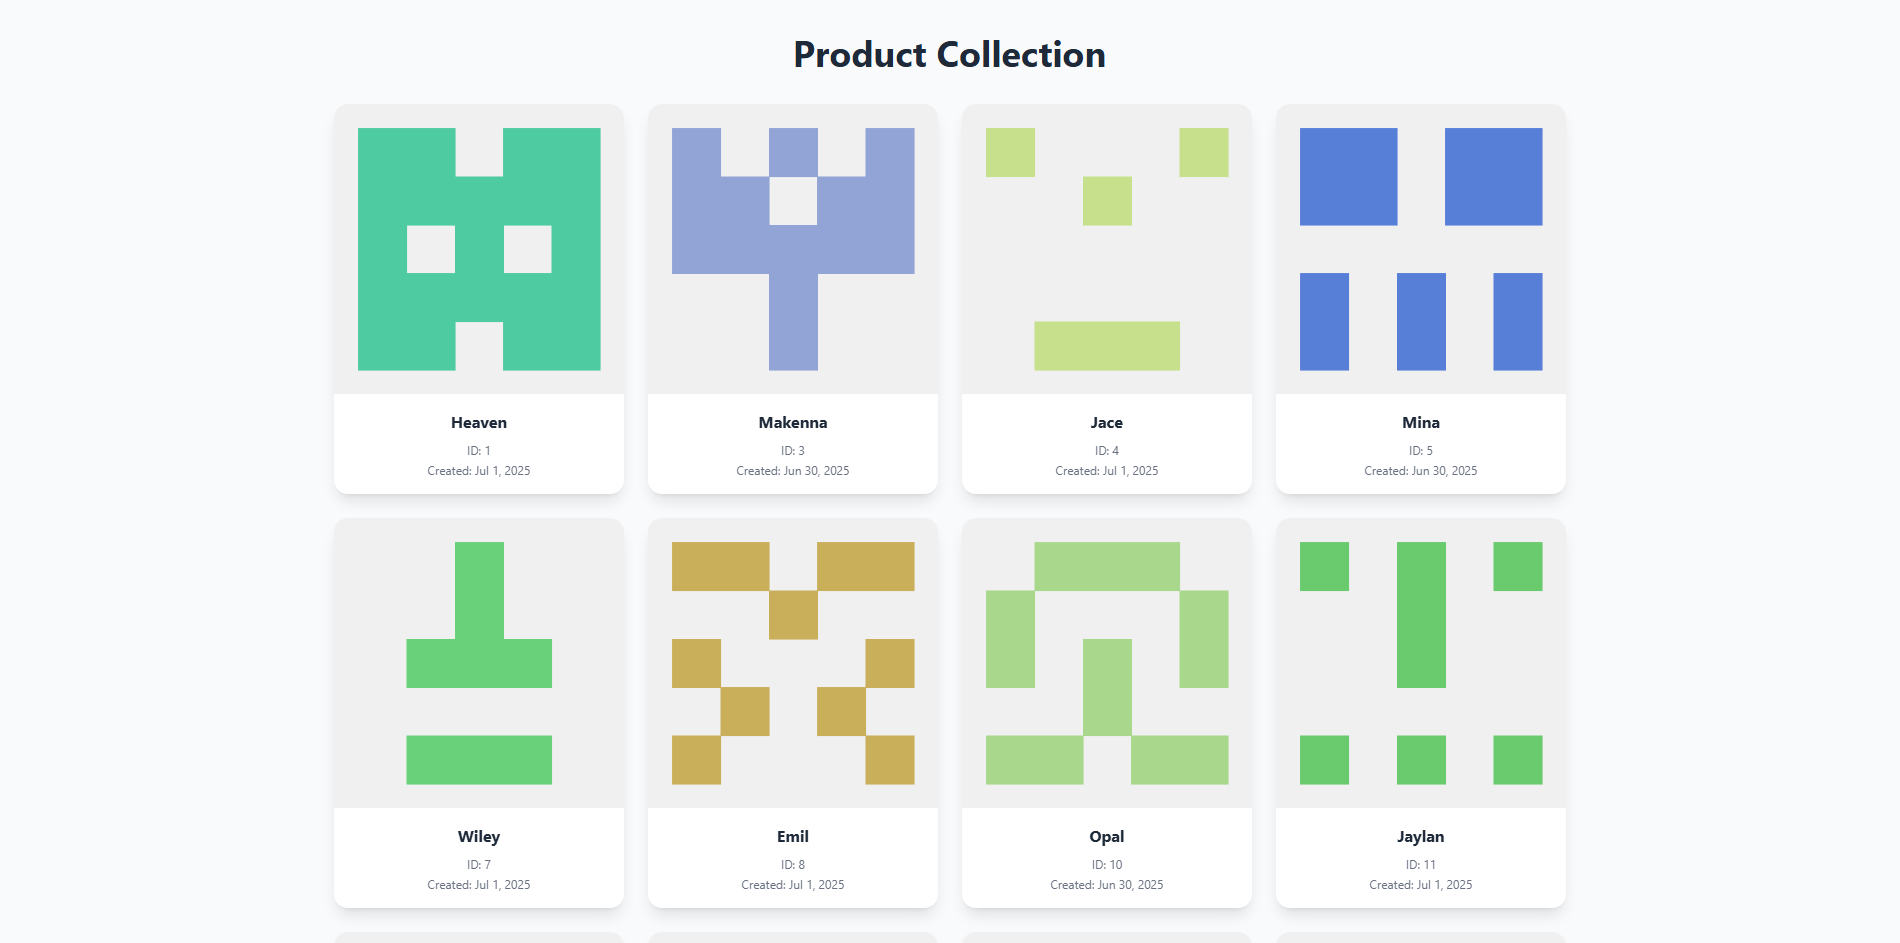 Product Collection
Heaven
ID: 1
Created: Jul 1, 2025
Makenna
ID: 3
Created: Jun 30, 2025
Jace
ID: 4
Created: Jul 1, 2025
Mina
ID: 5
Created: Jun 30, 2025
Wiley
ID: 7
Created: Jul 1, 2025
Emil
ID: 8
Created: Jul 1, 2025
Opal
ID: 10
Created: Jun 30, 2025
Jaylan
ID: 11
Created: Jul 1, 2025